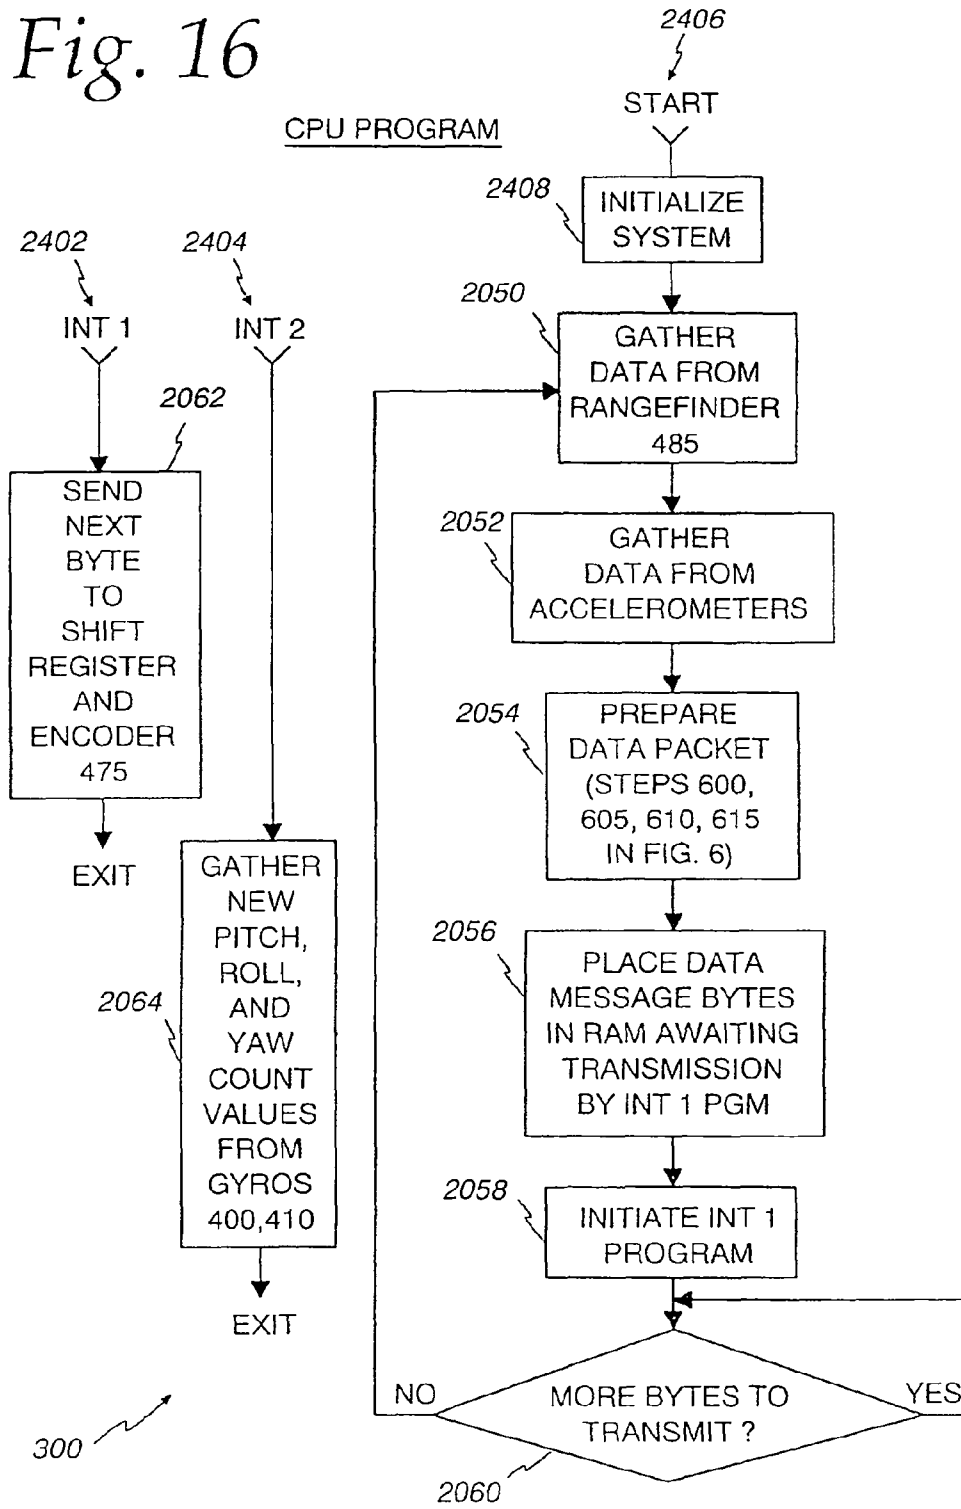 Fig. 16
CPU PROGRAM
2406
START
2408
INITIALIZE
SYSTEM
2402
INT 1
2404
INT 2
2050
GATHER
DATA FROM
RANGEFINDER
485
2062
SEND
NEXT
BYTE
TO
SHIFT
REGISTER
AND
ENCODER
475
EXIT
2052
GATHER
DATA FROM
ACCELEROMETERS
2054
PREPARE
DATA PACKET
(STEPS 600,
605, 610, 615
IN FIG. 6)
2064
GATHER
NEW
PITCH,
ROLL,
AND
YAW
COUNT
VALUES
FROM
GYROS
400,410
EXIT
2056
PLACE DATA
MESSAGE BYTES
IN RAM AWAITING
TRANSMISSION
BY INT 1 PGM
2058
INITIATE INT 1
PROGRAM
NO
MORE BYTES TO
TRANSMIT ?
YES
2060
300